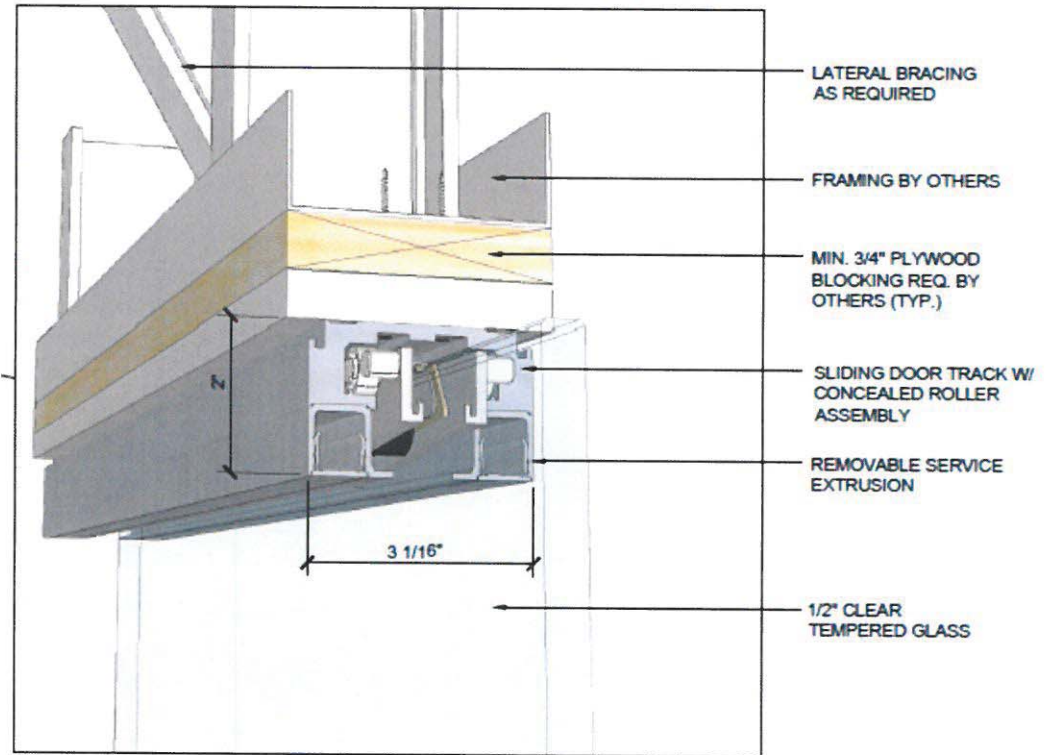 LATERAL BRACING
AS REQUIRED
FRAMING BY OTHERS
MIN. 3/4" PLYWOOD
BLOCKING REQ. BY
OTHERS (TYP.)
2"
SLIDING DOOR TRACK W/
CONCEALED ROLLER
ASSEMBLY
REMOVABLE SERVICE
EXTRUSION
3 1/16"
1/2" CLEAR
TEMPERED GLASS